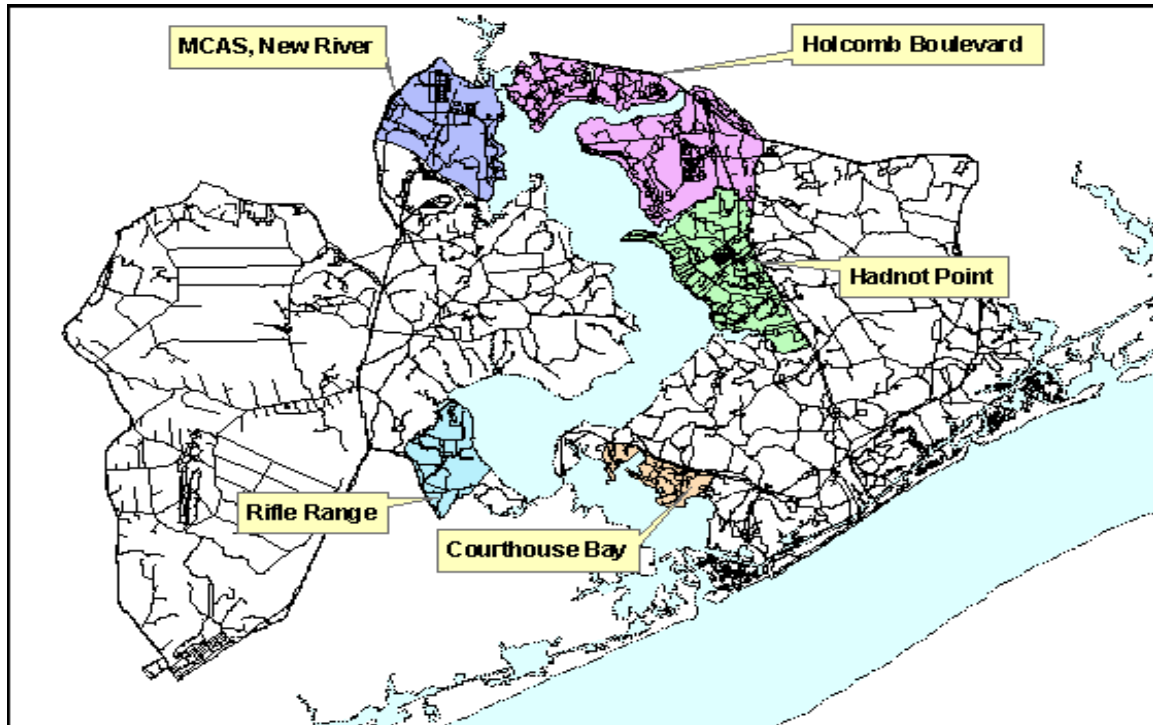 MCAS, New River
Holcomb Boulevard
Hadnot Point
Rifle Range
Courthouse Bay